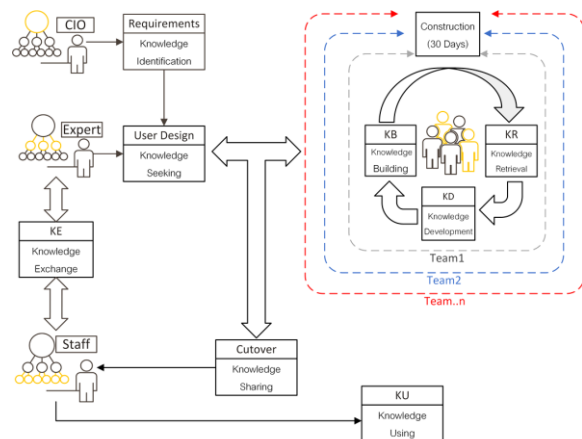 CIO
Requirements
Knowledge
Identification
Construction
(30 Days)
Expert
User Design
Knowledge
Seeking
KB
Knowledge
Building
KR
Knowledge
Retrieval
KD
Knowledge
Development
KE
Knowledge
Exchange
Team1
Team2
Team..n
Staff
Cutover
Knowledge
Sharing
KU
Knowledge
Using